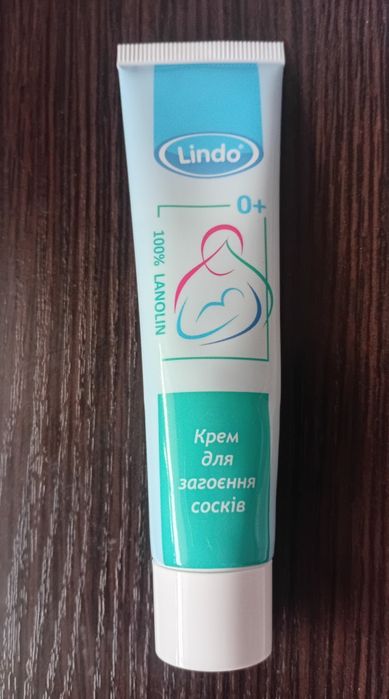 Lindo®
0+
100% LANOLIN
Крем
для
загоєння
сосків